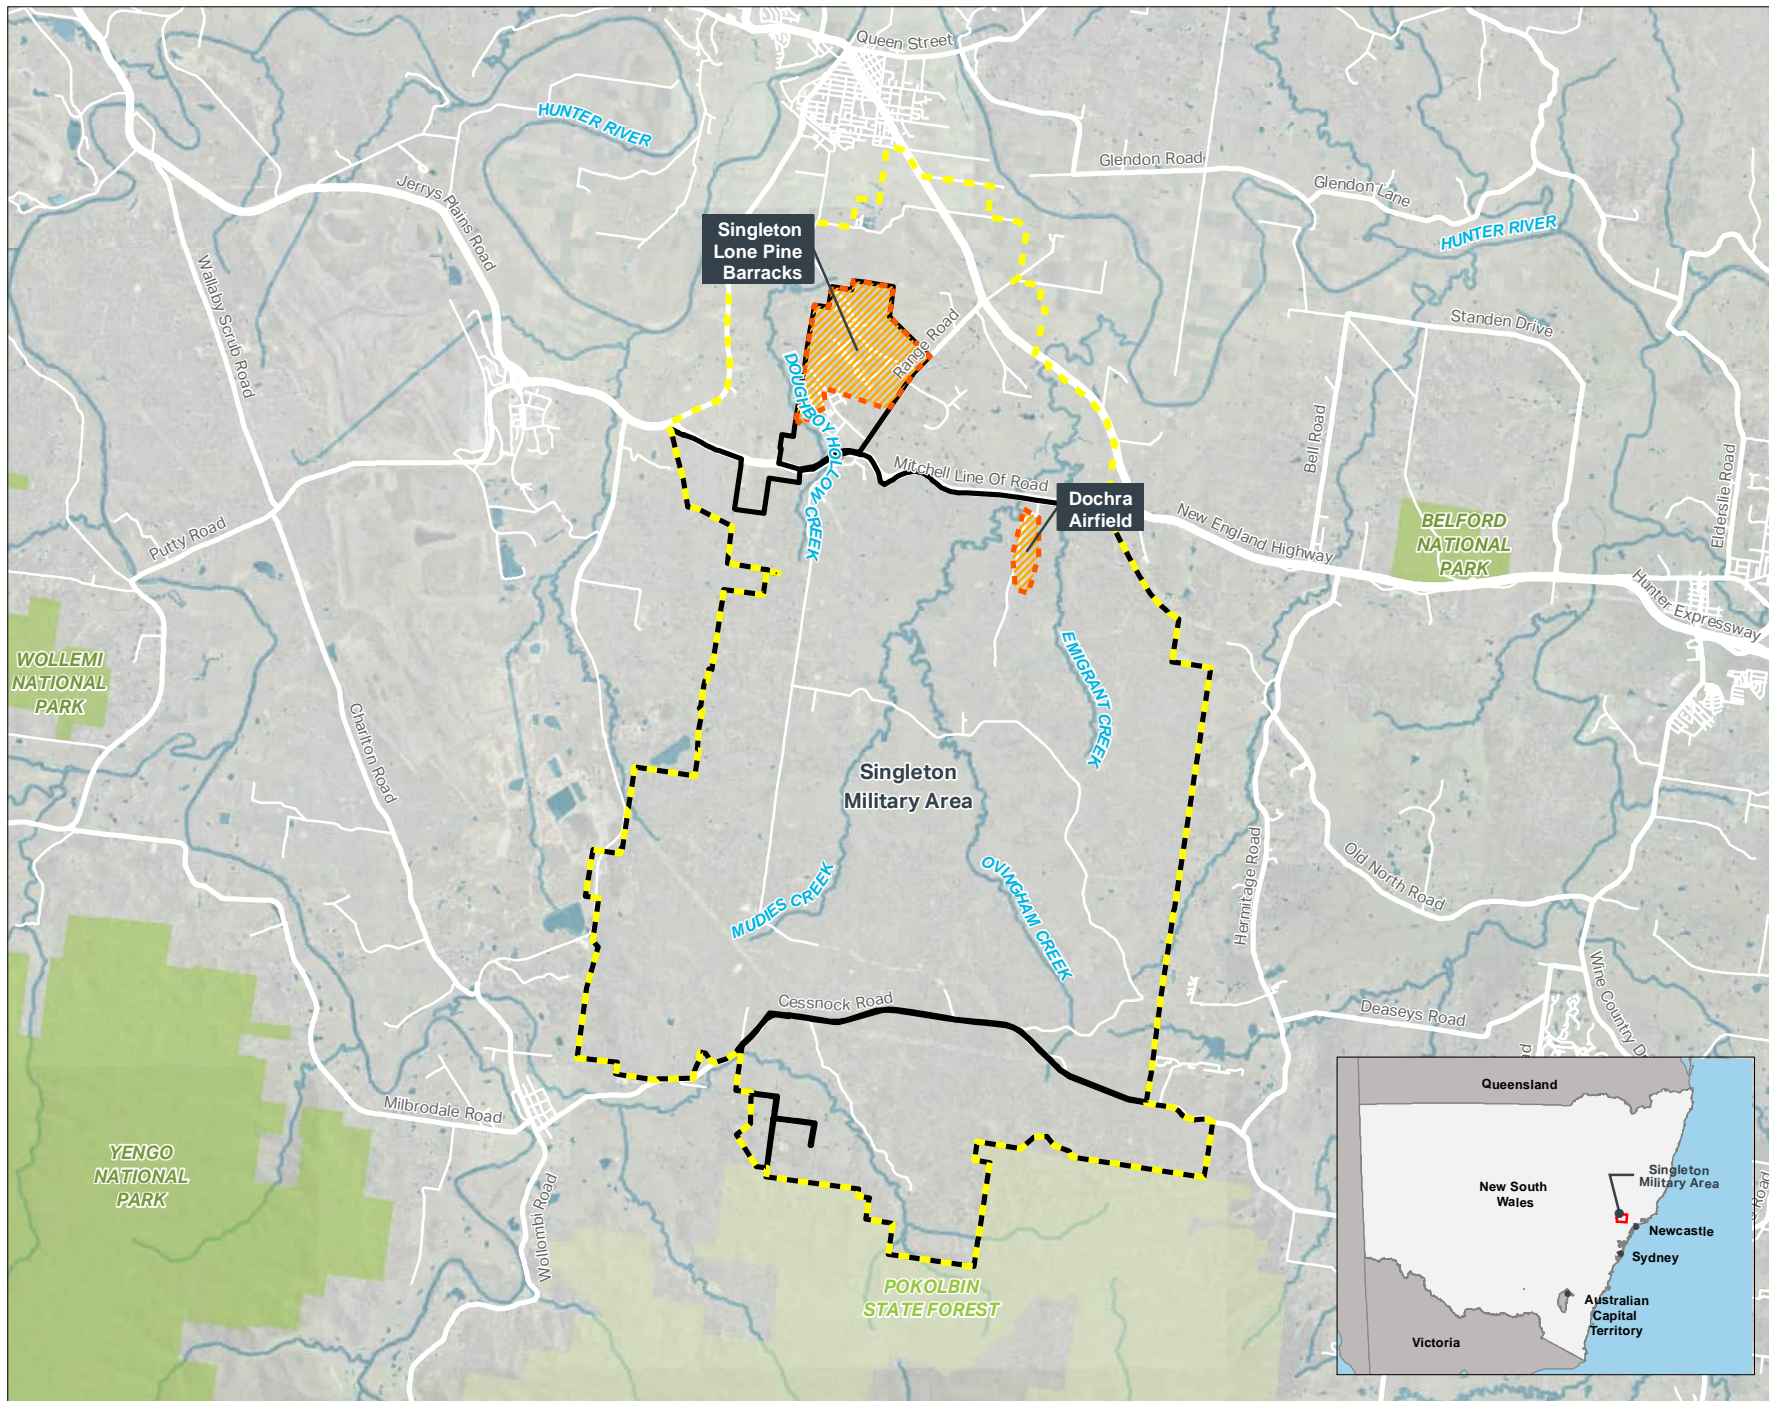 Queen Street
HUNTER RIVER
Glendon Road
Glendon Lane
Jerrys Plains Road
HUNTER RIVER
Singleton
Lone Pine
Barracks
Wallaby Scrub Road
Range Road
Standen Drive
DOUGHBOY HOLLOW CREEK
Bell Road
Elderslie Road
Mitchell Line Of Road
Dochra
Airfield
New England Highway
BELFORD
NATIONAL
PARK
Putty Road
Hunter Expressway
WOLLEMI
NATIONAL
PARK
EMIGRANT CREEK
Charlton Road
Singleton
Military Area
MUDIES CREEK
OVINGHAM CREEK
Hermitage Road
Old North Road
Cessnock Road
Deaseys Road
Wine Country D
Milbrodale Road
YENGO
NATIONAL
PARK
Wollombi Road
POKOLBIN
STATE FOREST
Queensland
New South
Wales
Singleton
Military Area
Newcastle
Sydney
Australian
Capital
Territory
Victoria